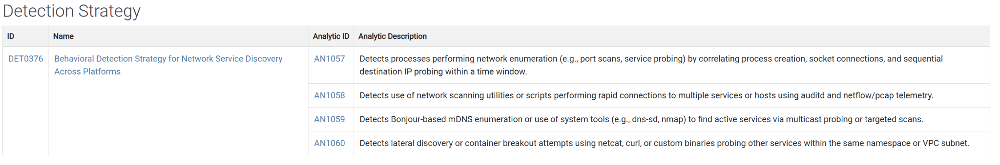 Detection Strategy
ID Name Analytic ID Analytic Description
DET0376 Behavioral Detection Strategy for Network Service Discovery AN1057 Detects processes performing network enumeration (e.g., port scans, service probing) by correlating process creation, socket connections, and sequential
Across Platforms destination IP probing within a time window.
AN1058 Detects use of network scanning utilities or scripts performing rapid connections to multiple services or hosts using auditd and netflow/pcap telemetry.
AN1059 Detects Bonjour-based mDNS enumeration or use of system tools (e.g., dns-sd, nmap) to find active services via multicast probing or targeted scans.
AN1060 Detects lateral discovery or container breakout attempts using netcat, curl, or custom binaries probing other services within the same namespace or VPC subnet.